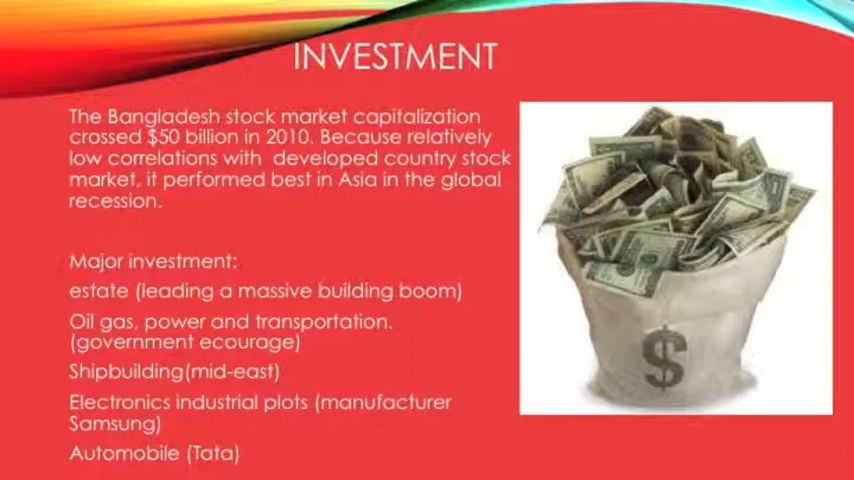 INVESTMENT
The Bangladesh stock market capitalization
crossed $50 billion in 2010. Because relatively
low correlations with developed country stock
market, it performed best in Asia in the global
recession.
Major investment:
estate (leading a massive building boom)
Oil gas, power and transportation.
(government ecourage)
Shipbuilding(mid-east)
Electronics industrial plots (manufacturer
Samsung)
Automobile (Tata)
$